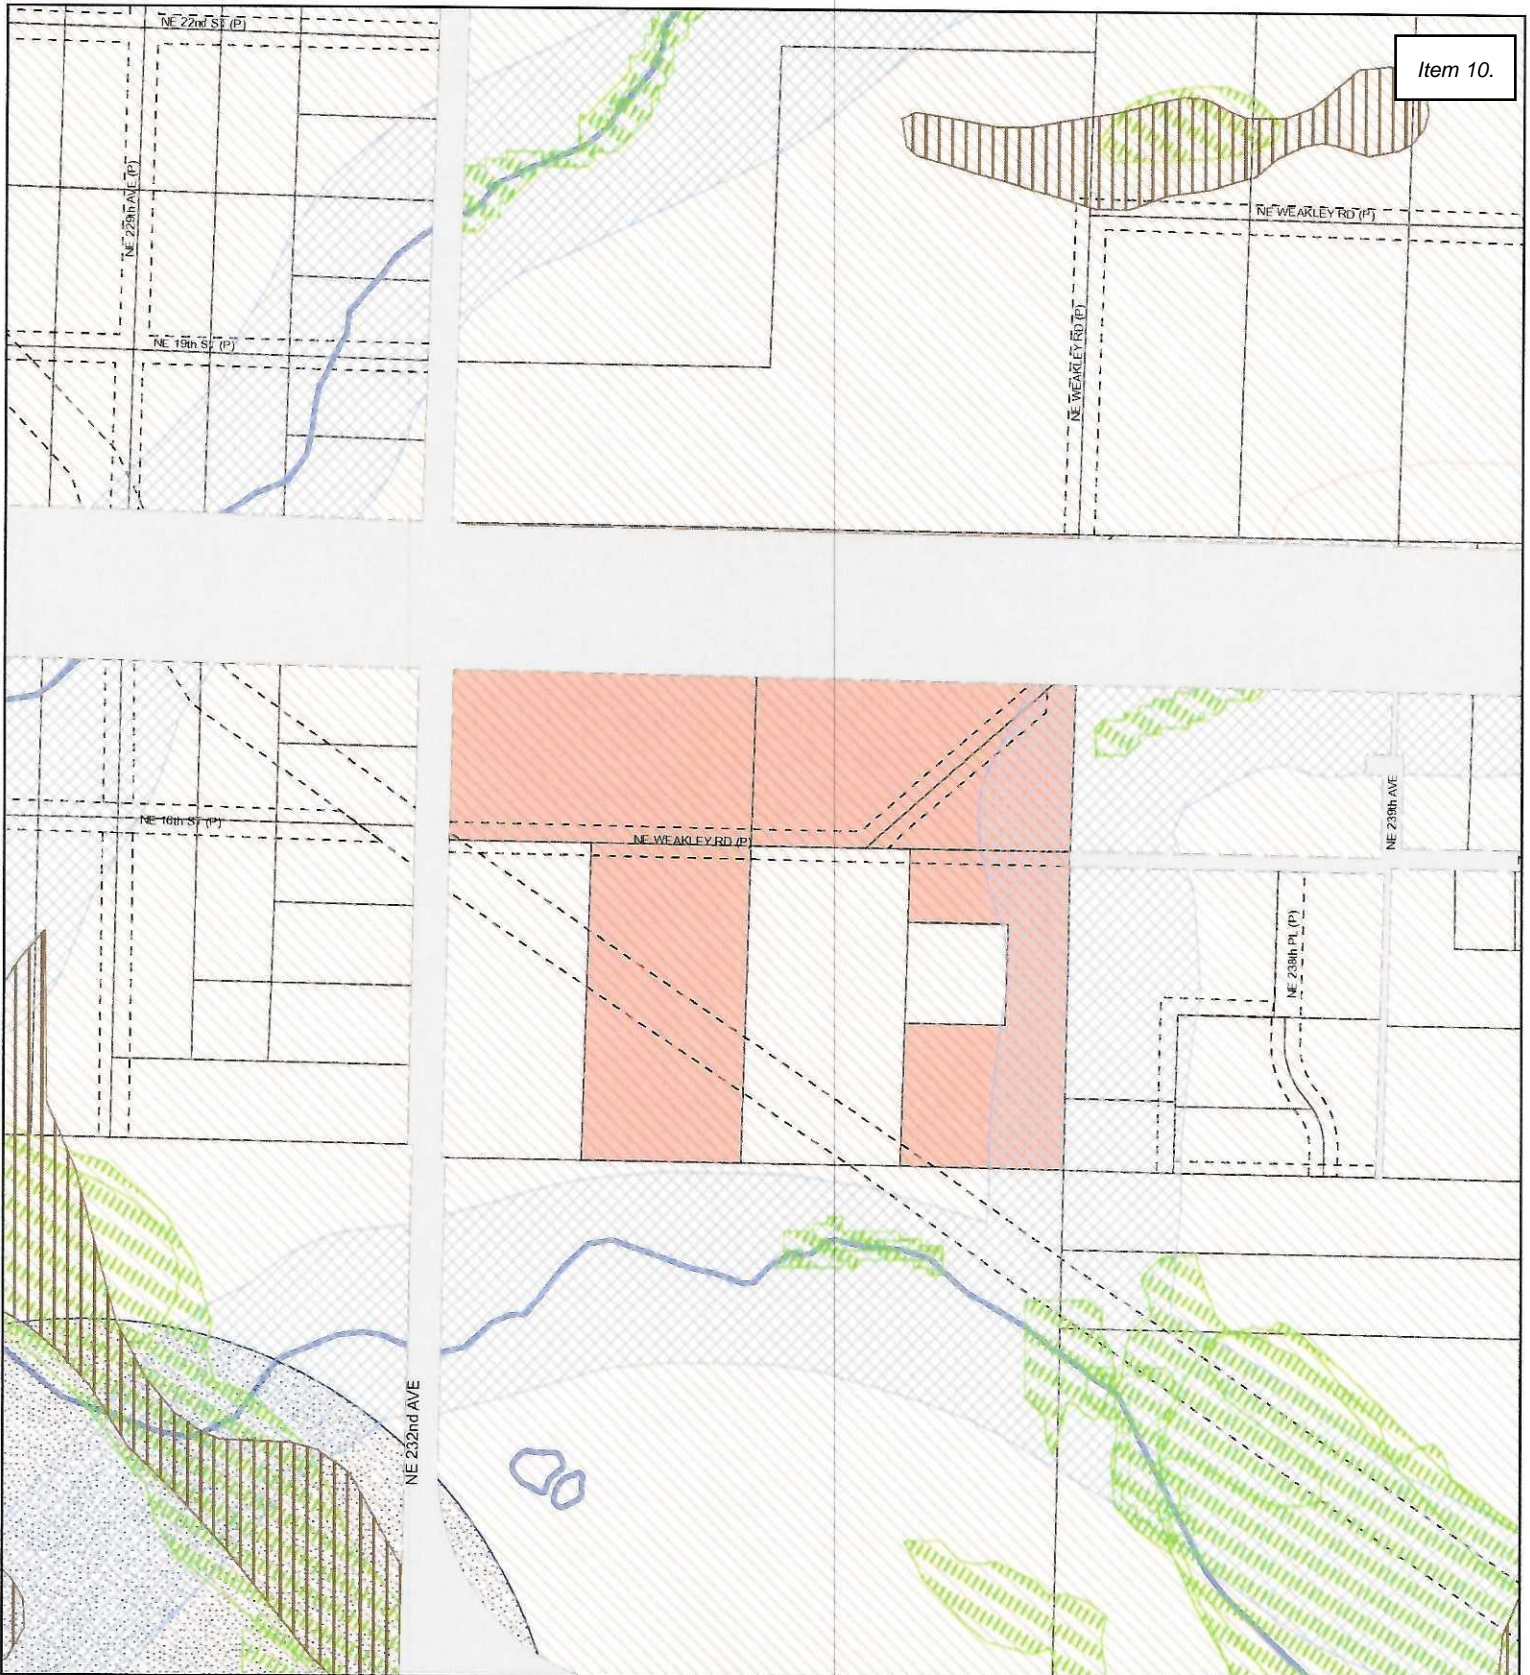 NE 22nd ST (P)
Item 10.
NE 229th AVE (P)
NE WEAKLEY RD (P)
NE WEAKLEY RD (P)
NE 19th ST (P)
NE 16th ST (P)
NE WEAKLEY RD (P)
NE 239th AVE
NE 238th PL (P)
NE 232nd AVE